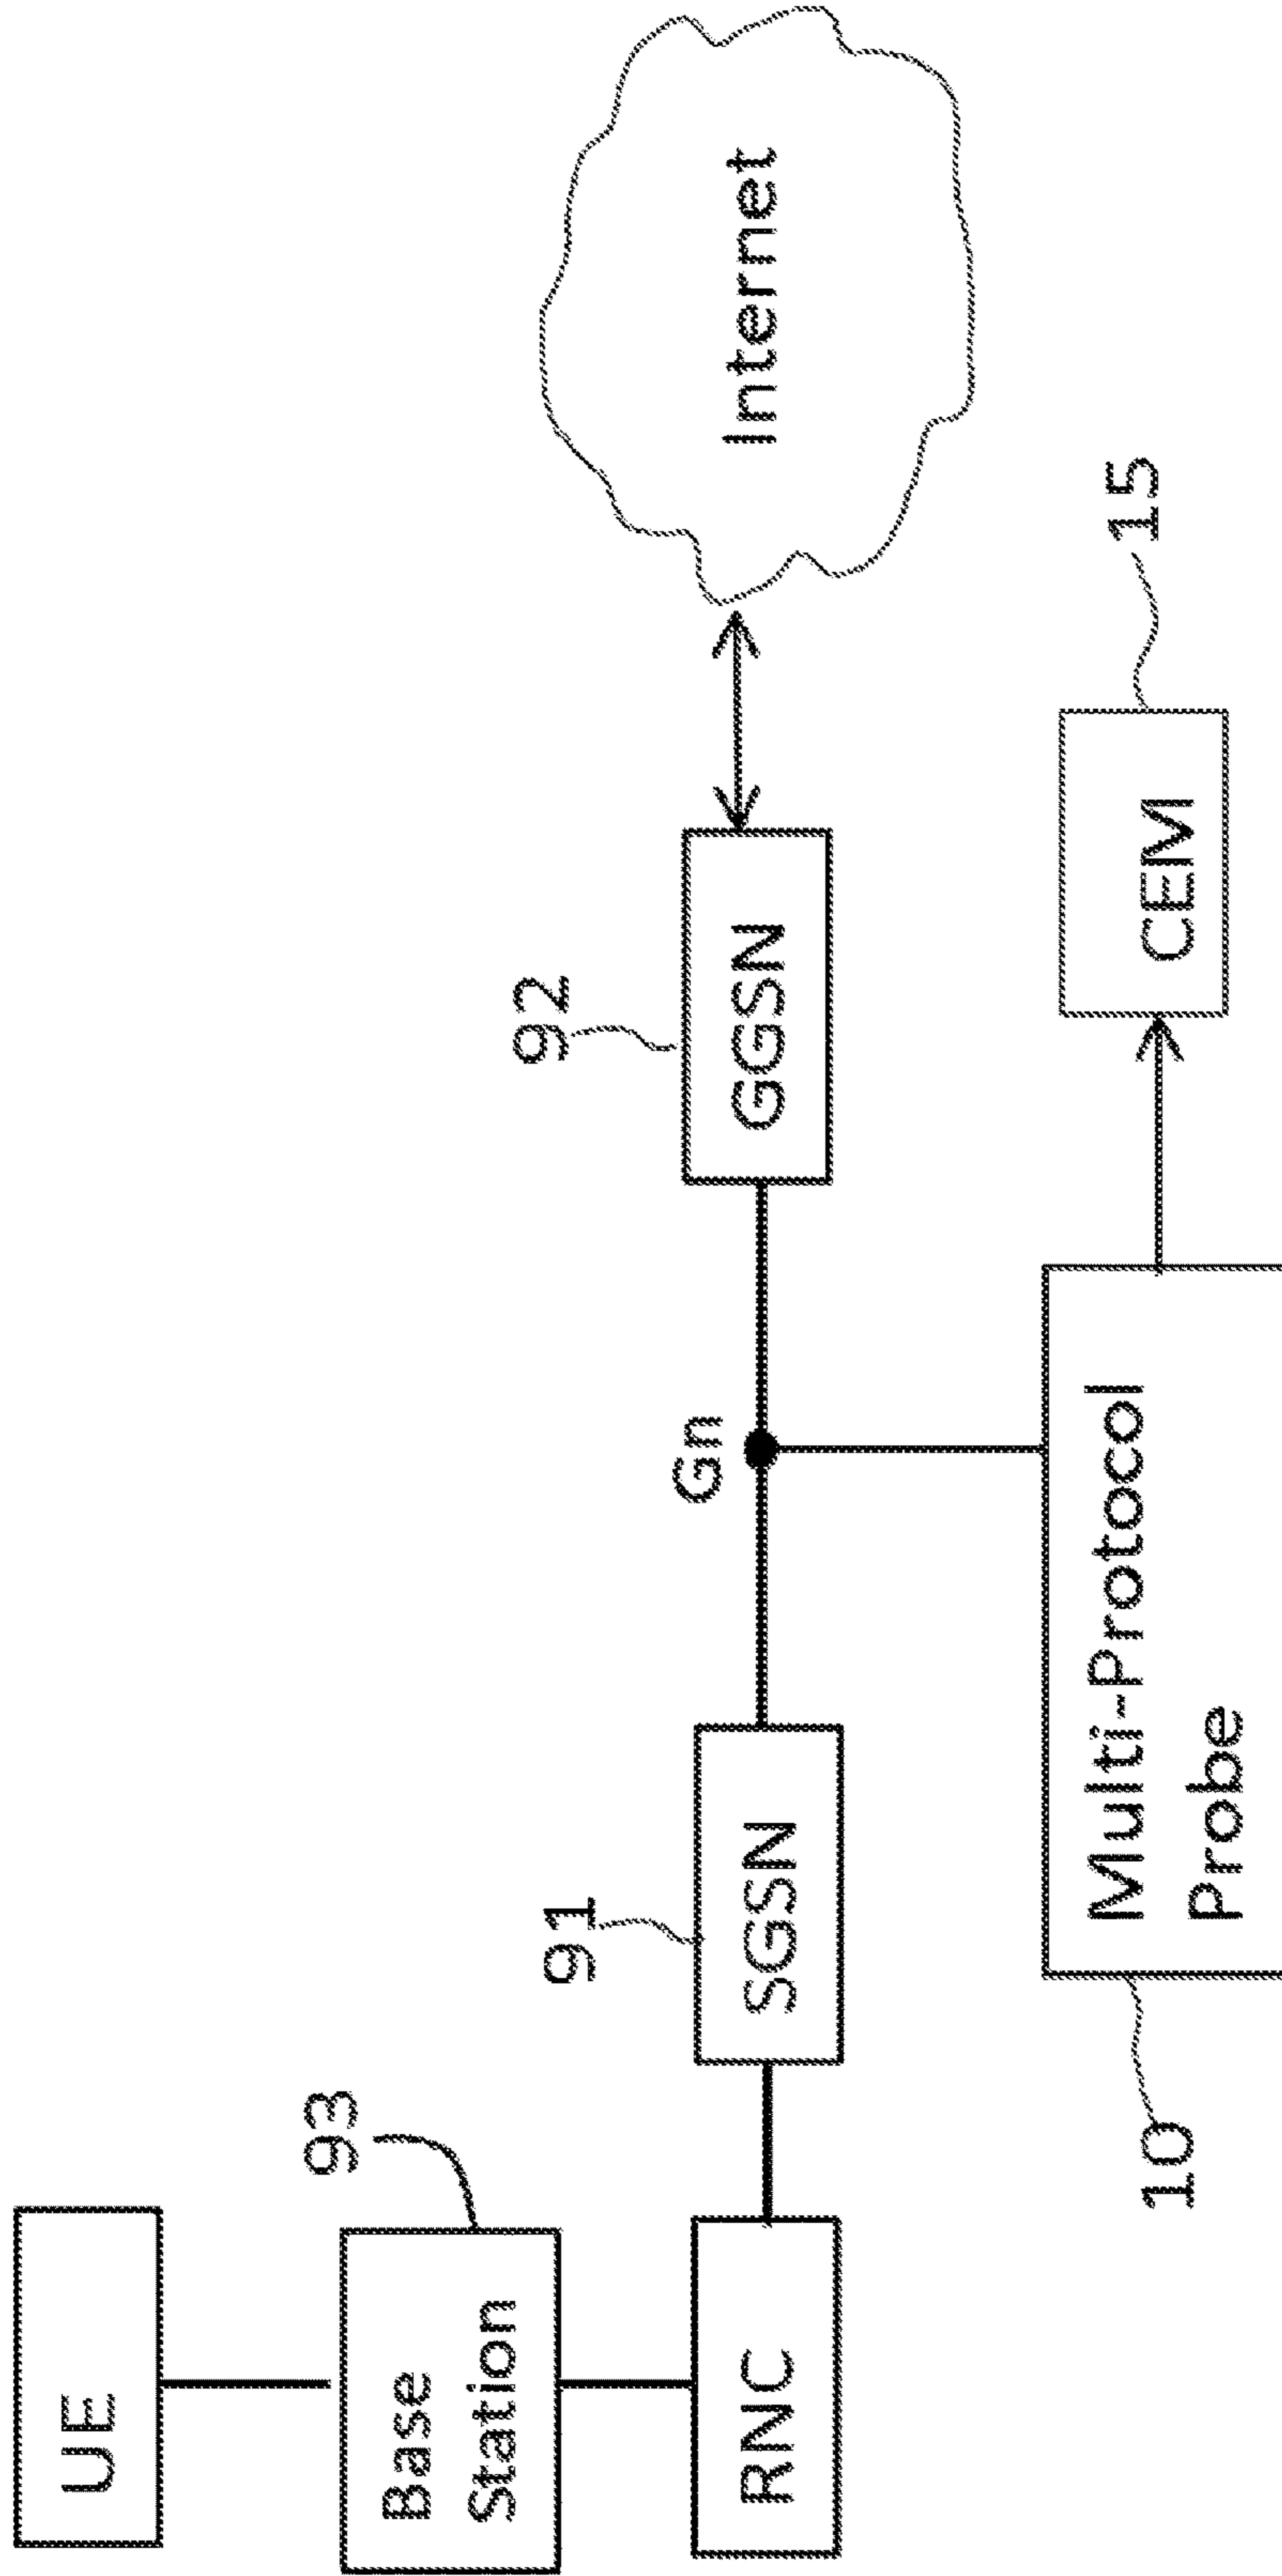 UE
Base
Station
93
RNC
91
SGSN
Gn
92
GGSN
Internet
Multi-Protocol
Probe
10
CEM
15